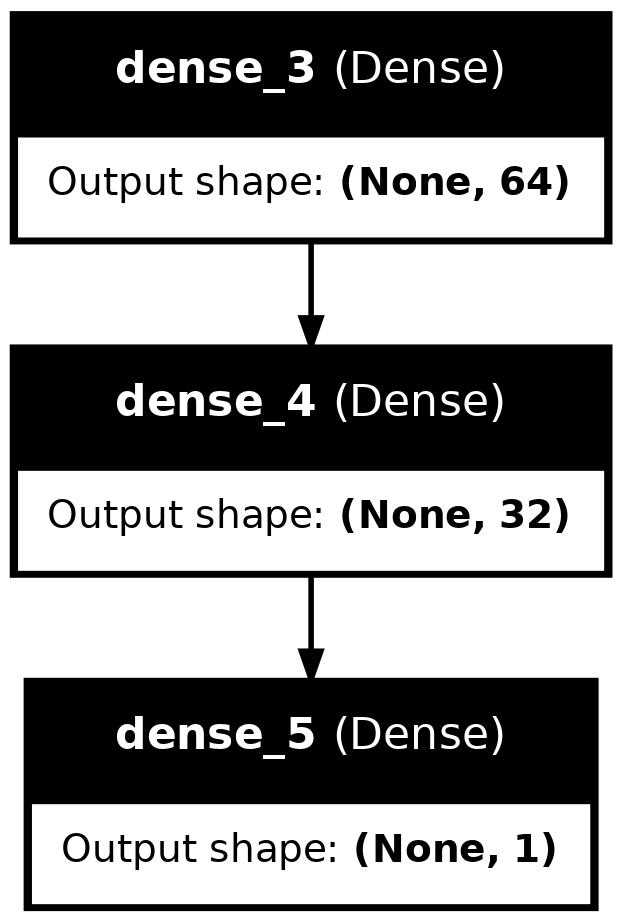 dense_3 (Dense)
Output shape: (None, 64)
dense_4 (Dense)
Output shape: (None, 32)
dense_5 (Dense)
Output shape: (None, 1)